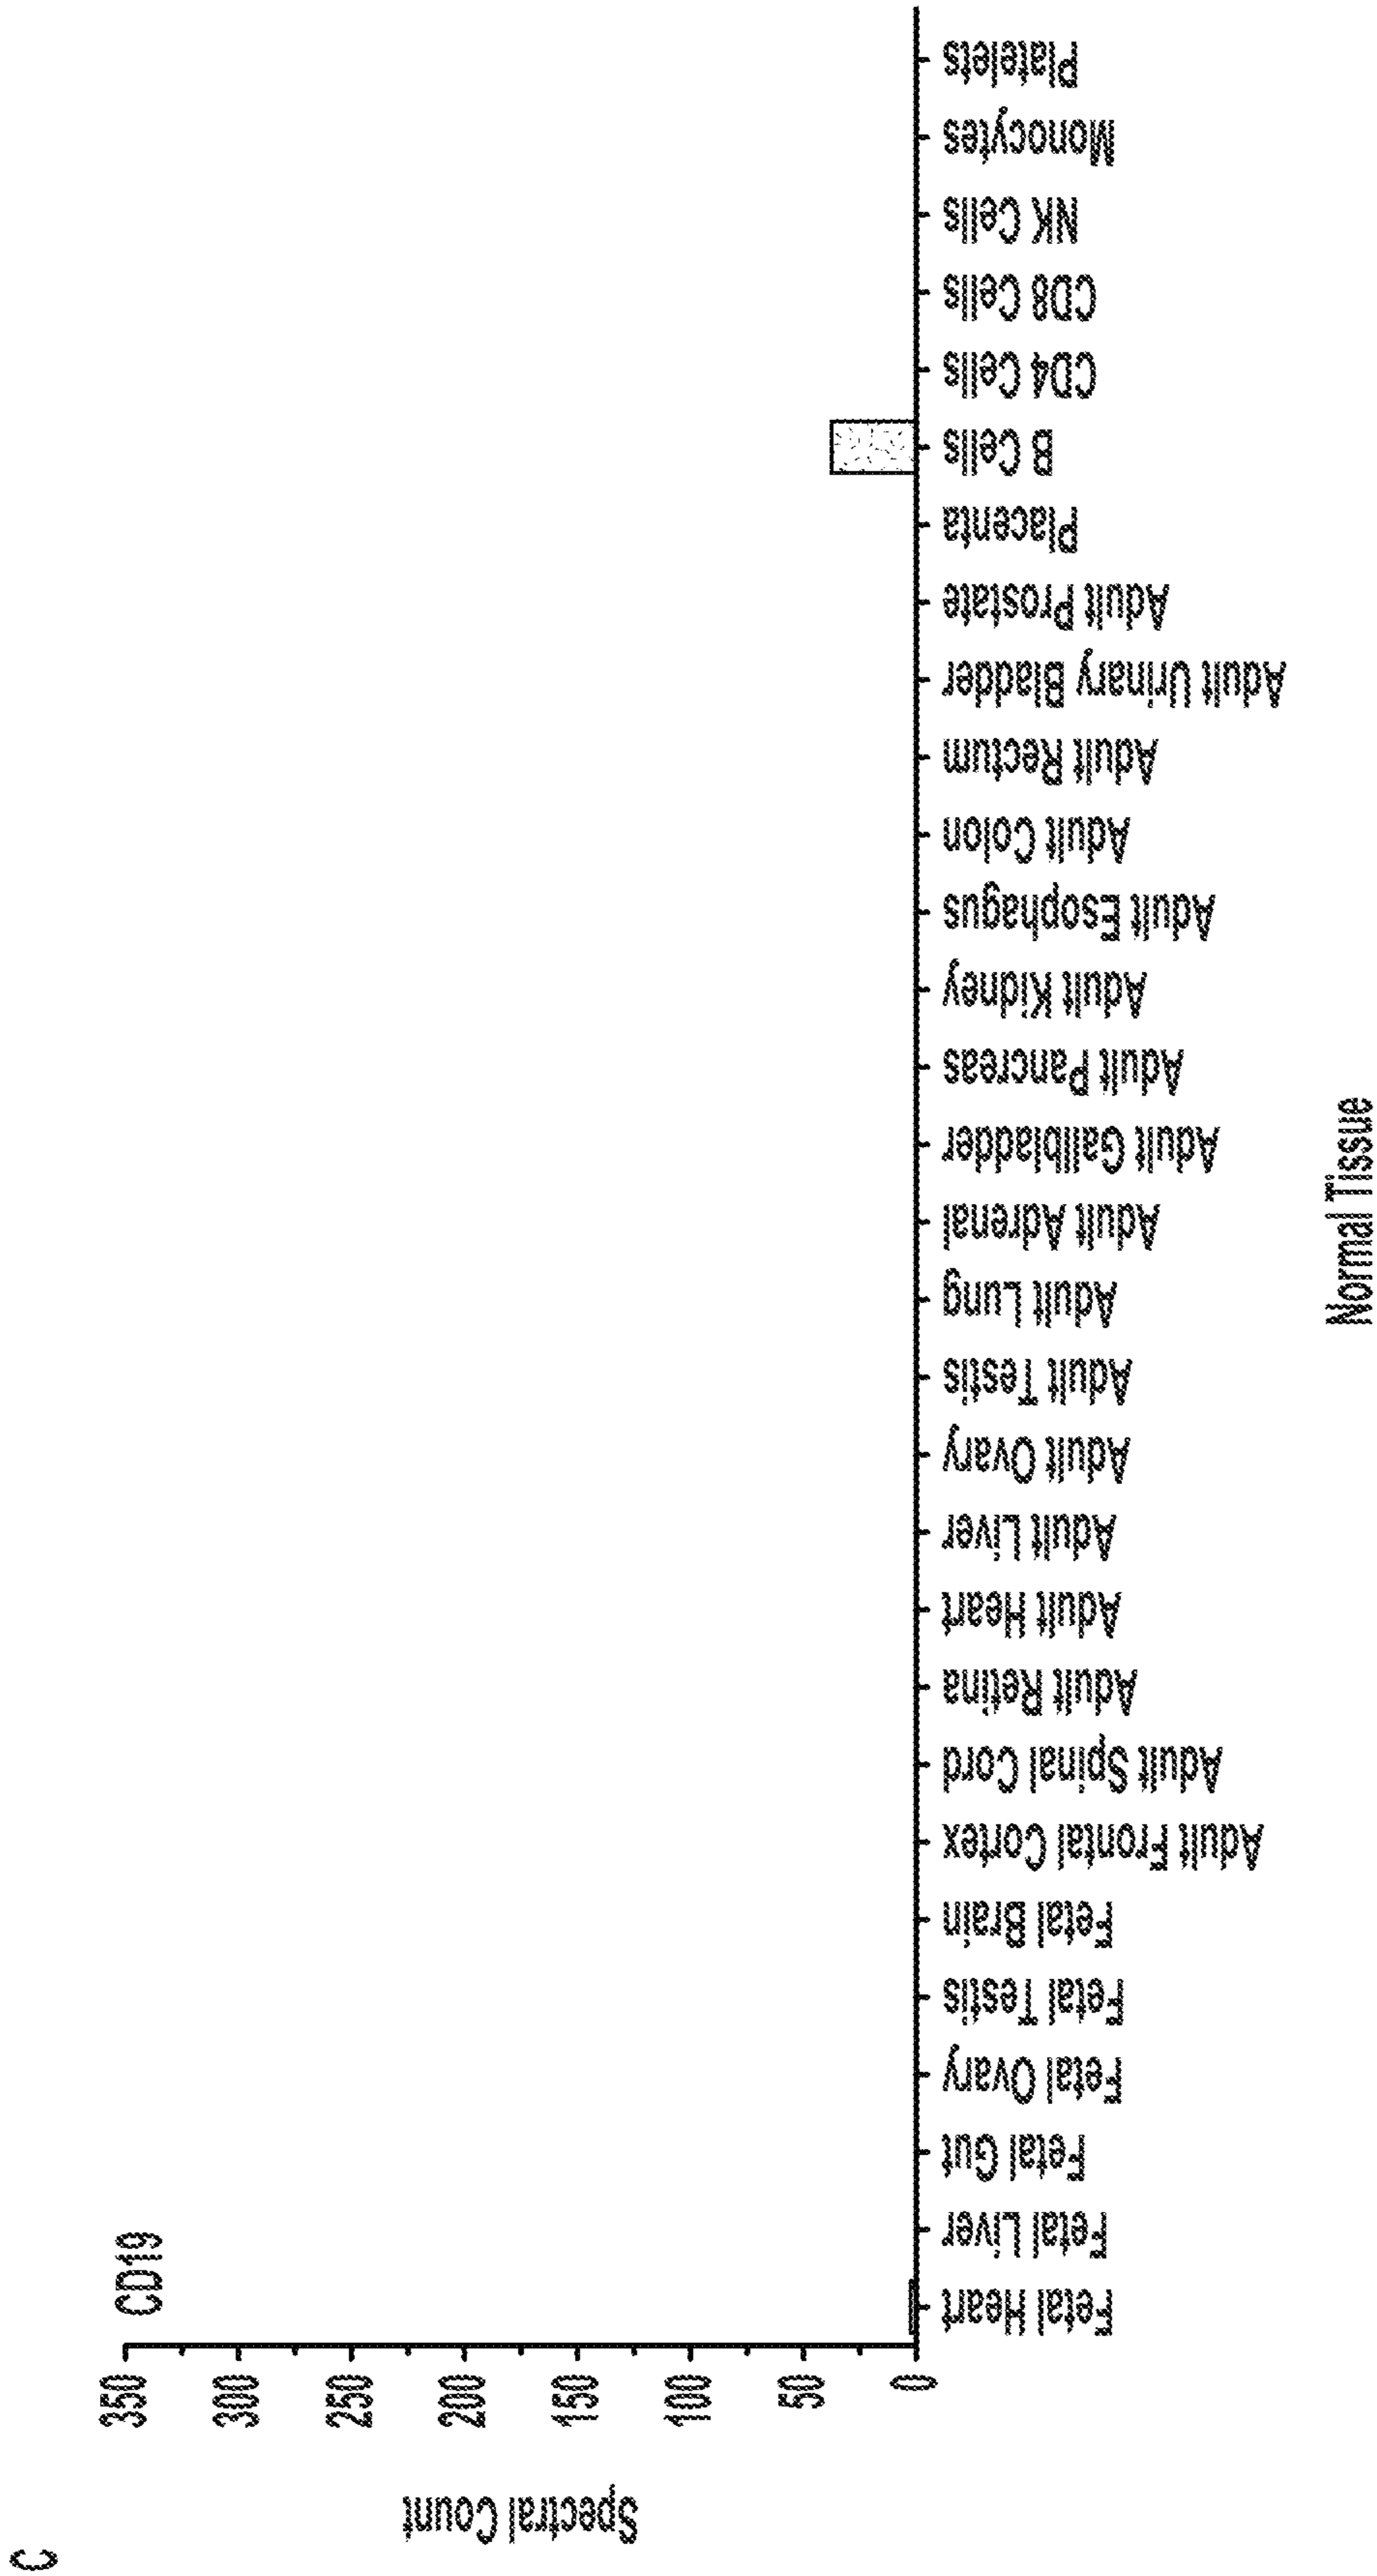 C
CD19
Spectral Count
350
300
250
200
150
100
50
0
Fetal Heart
Fetal Liver
Fetal Gut
Fetal Ovary
Fetal Testis
Fetal Brain
Adult Frontal Cortex
Adult Spinal Cord
Adult Retina
Adult Heart
Adult Liver
Adult Ovary
Adult Testis
Adult Lung
Adult Adrenal
Adult Gallbladder
Adult Pancreas
Adult Kidney
Adult Esophagus
Adult Colon
Adult Rectum
Adult Urinary Bladder
Adult Prostate
Placenta
B Cells
CD4 Cells
CD8 Cells
NK Cells
Monocytes
Platelets
Normal Tissue